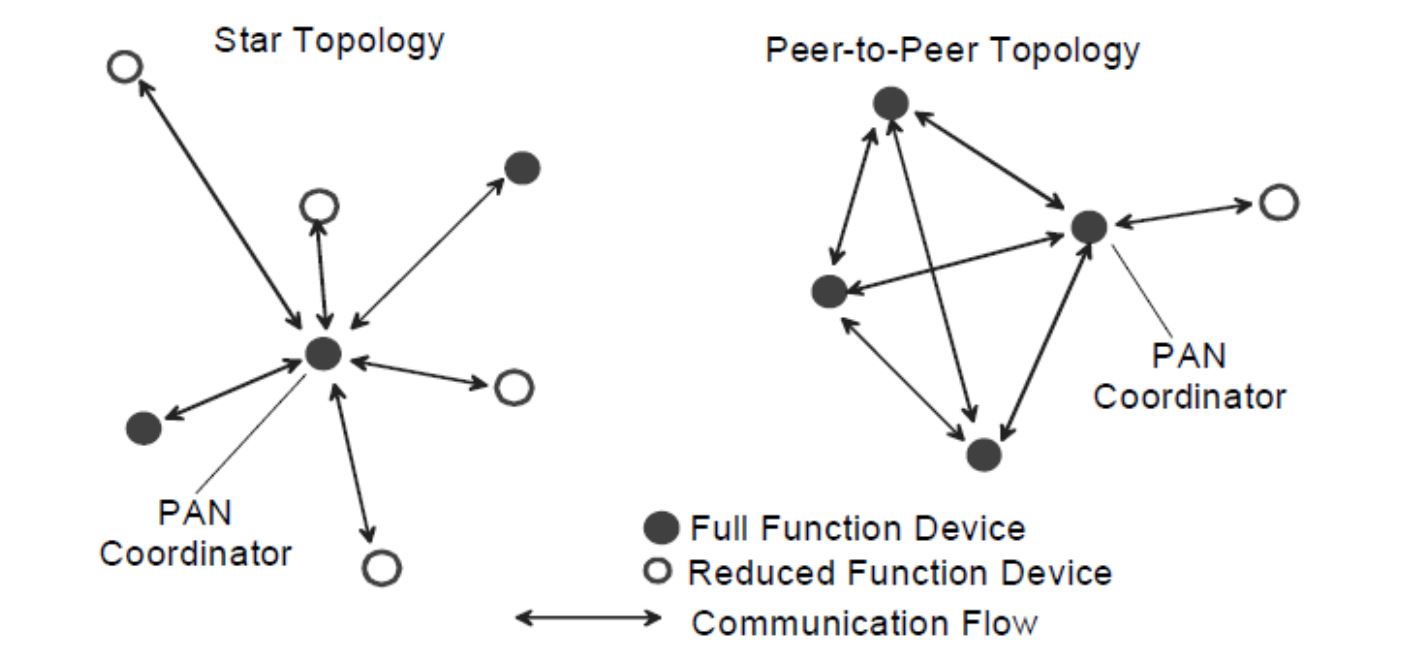 Star Topology
Peer-to-Peer Topology
PAN
Coordinator
PAN
Coordinator
Full Function Device
Reduced Function Device
Communication Flow